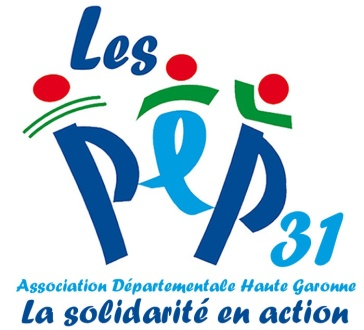 Les
pep
31
Association Départementale Haute Garonne
La solidarité en action